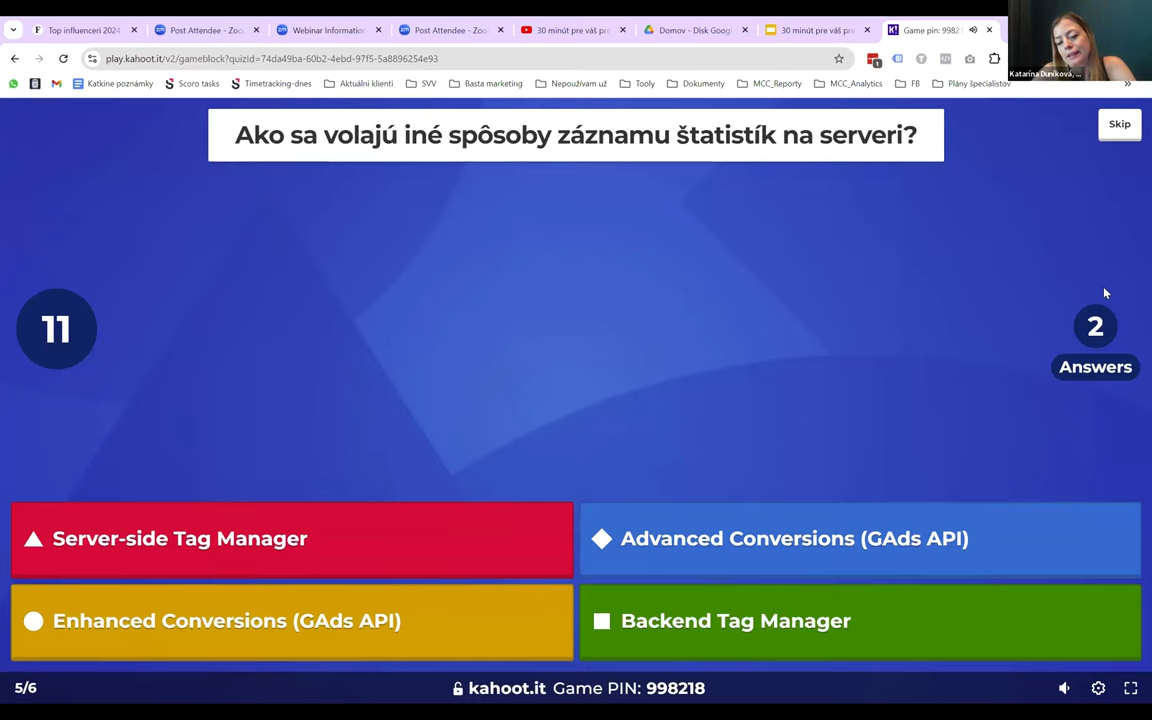 Top influenceri 2024
Post Attendee - Zoo
Webinar Information
Post Attendee - Zoo
30 minút pre váš pr
Domov - Disk Googl
30 minút pre váš pr
Game pin: 9982
play.kahoot.it/v2/gameblock?quizId=74da49ba-60b2-4ebd-97f5-5a8896254e93
Katkine poznámky
Scoro tasks
Timetracking-dnes
Aktuálni klienti
SVV
Basta marketing
Nepoužívam už
Tooly
Dokumenty
MCC_Reporty
MCC_Analytics
FB
Plány špecialistov
Katarína Duníková, ...
Ako sa volajú iné spôsoby záznamu štatistík na serveri?
Skip
11
2
Answers
Server-side Tag Manager
Advanced Conversions (GAds API)
Enhanced Conversions (GAds API)
Backend Tag Manager
5/6
kahoot.it Game PIN: 998218